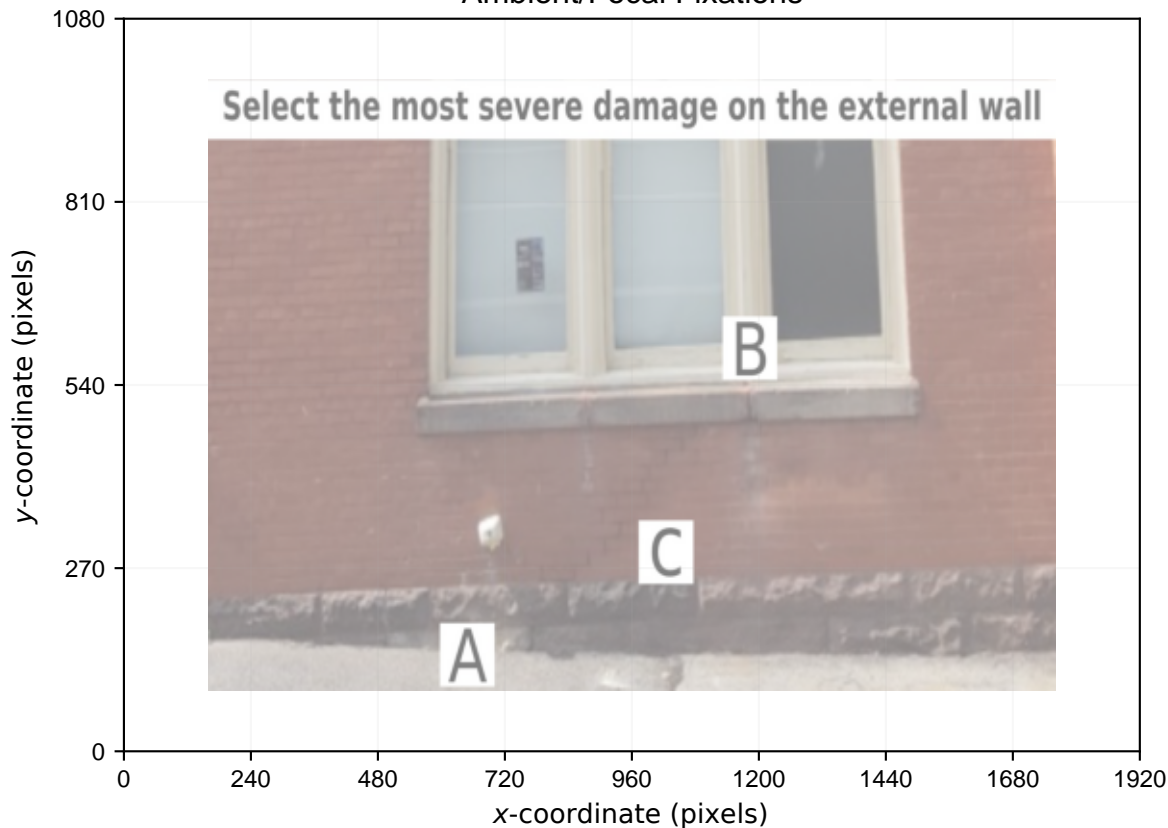 Ambient/Focal Fixations
1080
Select the most severe damage on the external wall
810
B
540
C
270
A
0
0 240 480 720 960 1200 1440 1680 1920
y-coordinate (pixels)
x-coordinate (pixels)